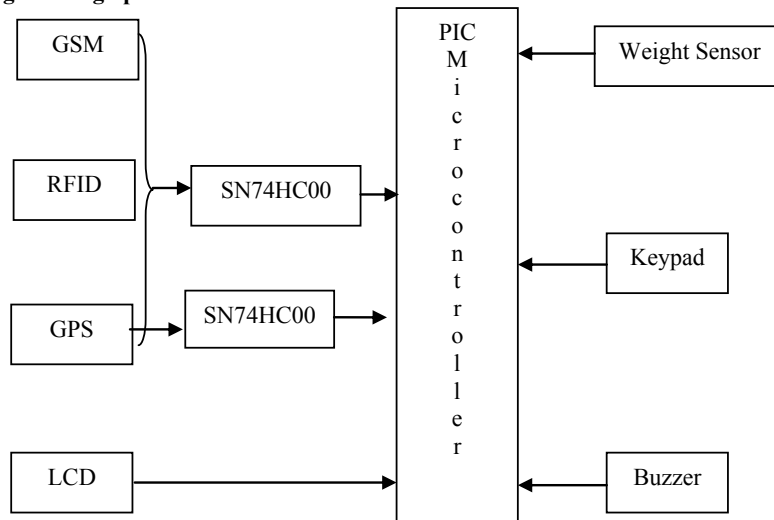 GSM
RFID
GPS
LCD
SN74HC00
SN74HC00
PIC
M
i
c
r
o
c
o
n
t
r
o
l
l
e
r
Weight Sensor
Keypad
Buzzer